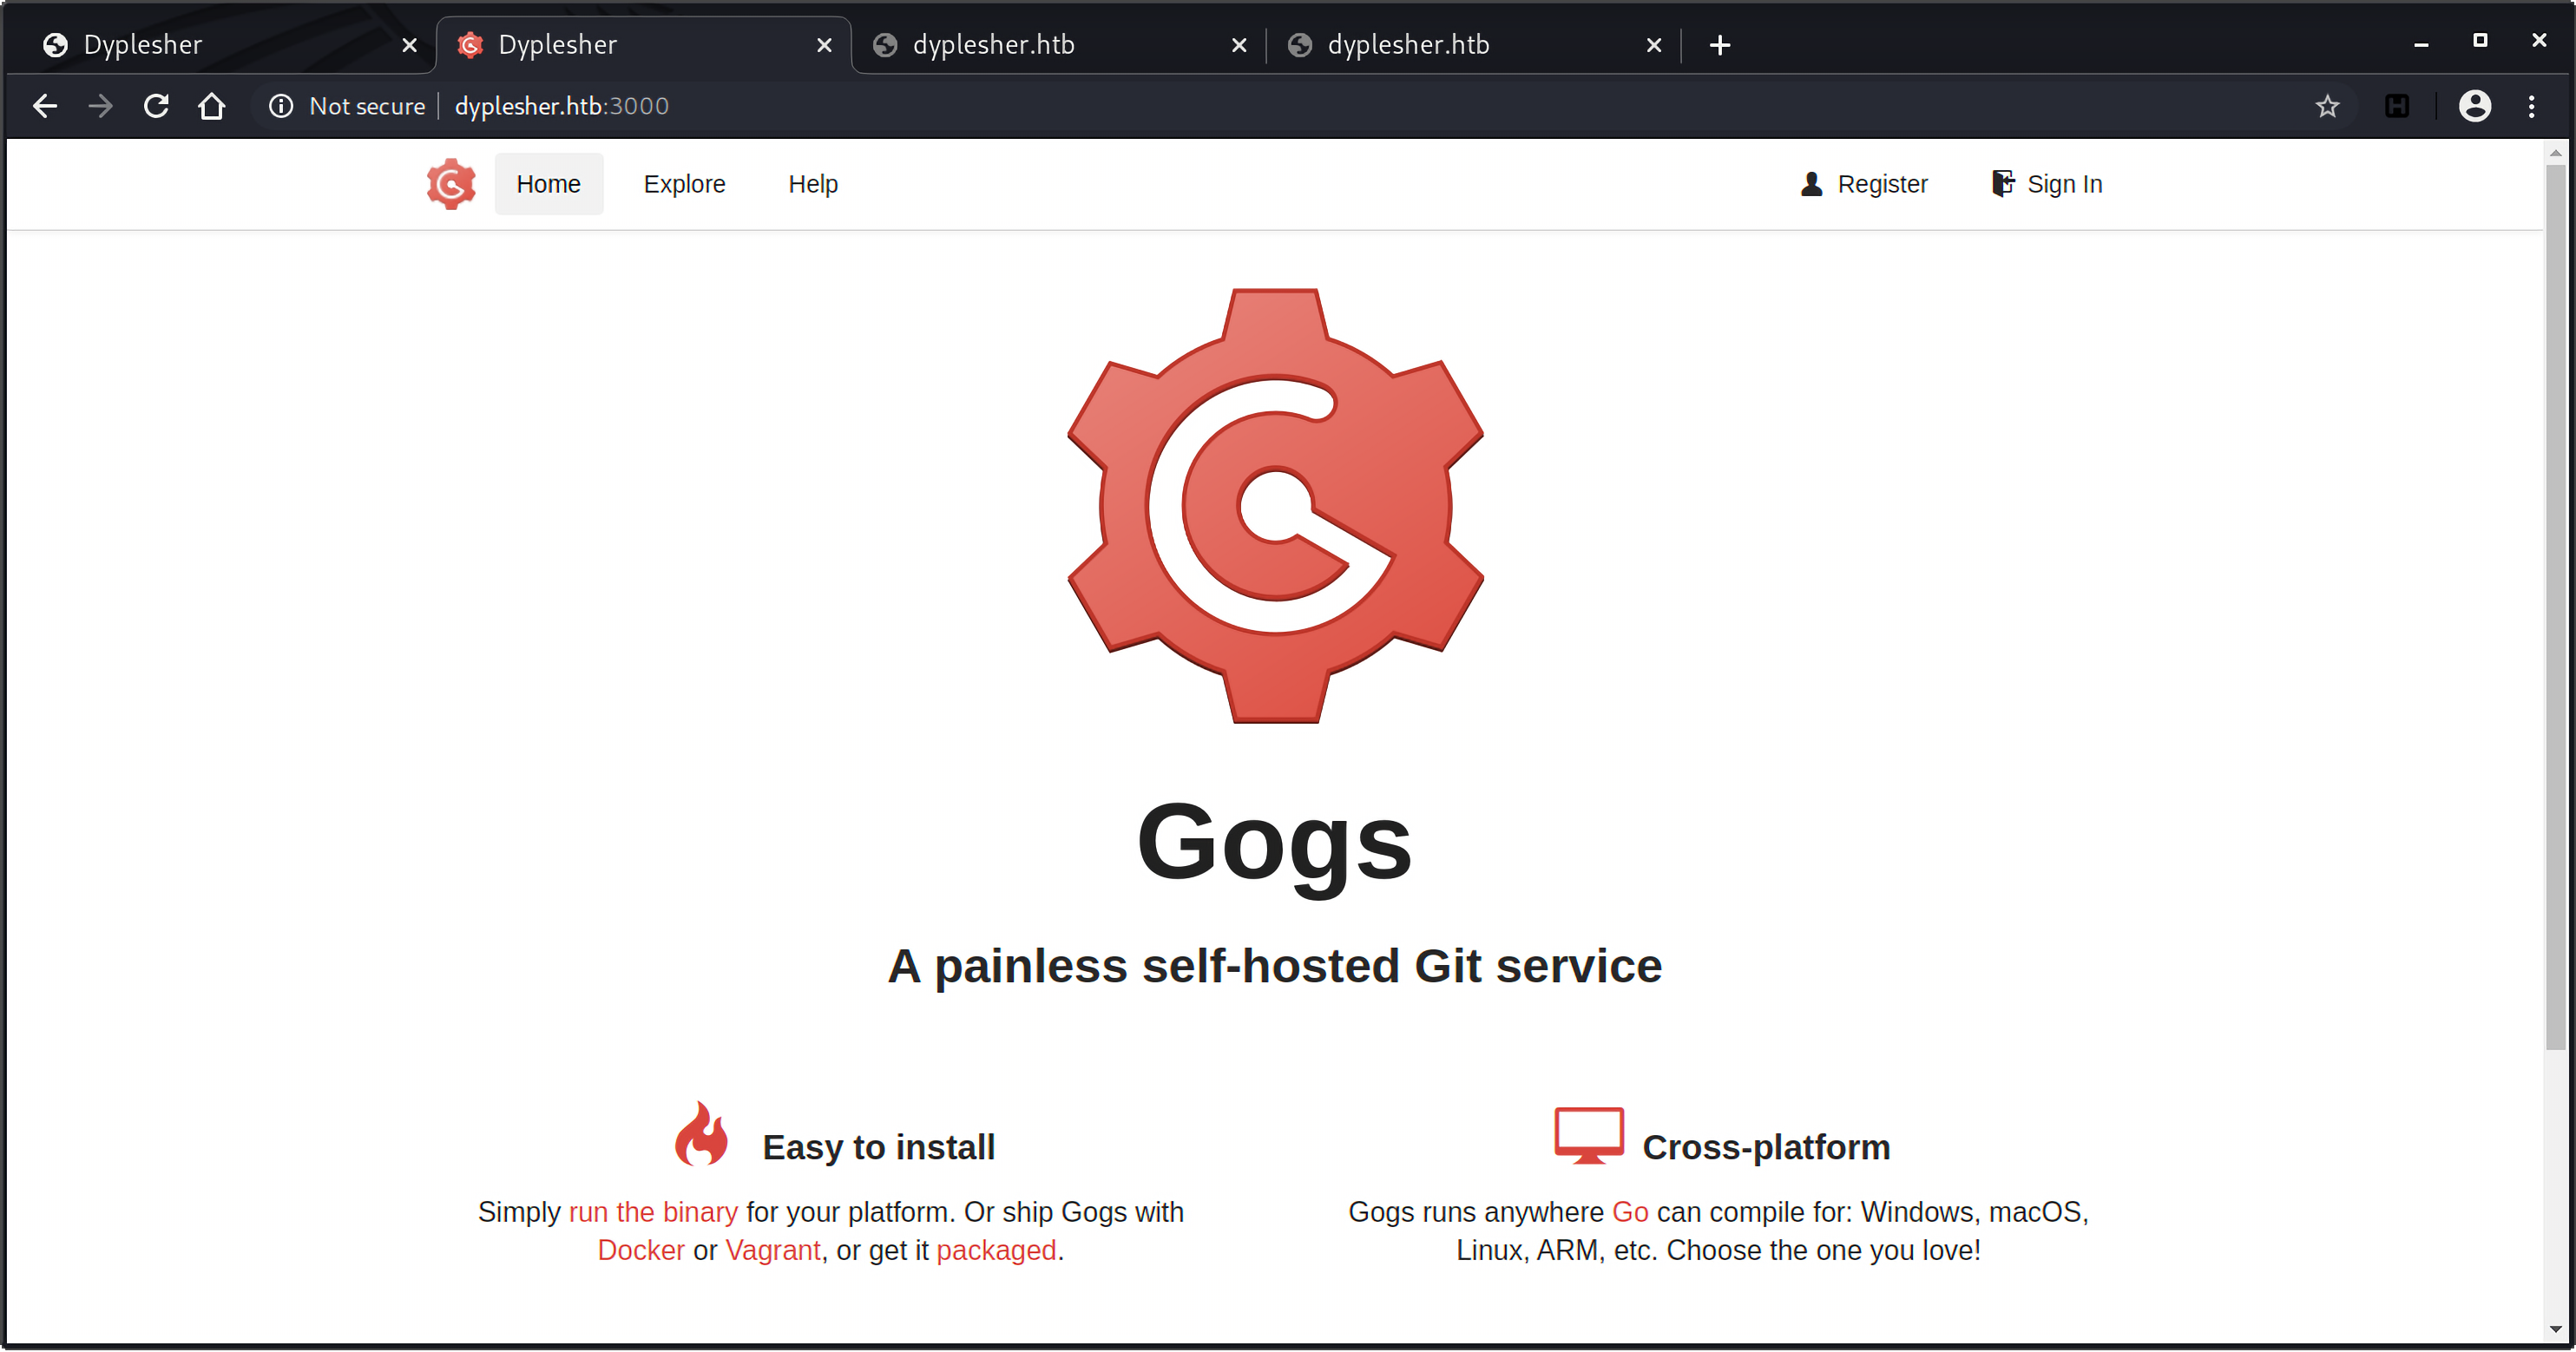 Dyplesher
Dyplesher
dyplesher.htb
dyplesher.htb
Not secure
dyplesher.htb:3000
Home
Explore
Help
Register
Sign In
Gogs
A painless self-hosted Git service
Easy to install
Simply run the binary for your platform. Or ship Gogs with
Docker or Vagrant, or get it packaged.
Cross-platform
Gogs runs anywhere Go can compile for: Windows, macOS,
Linux, ARM, etc. Choose the one you love!